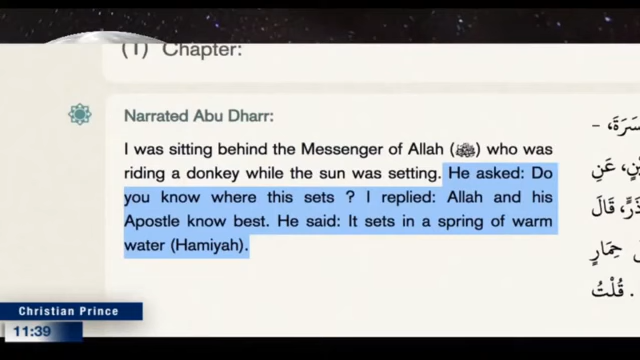 (1) Chapter:
Narrated Abu Dharr:
I was sitting behind the Messenger of Allah (ﷺ) who was
riding a donkey while the sun was setting. He asked: Do
you know where this sets ? I replied: Allah and his
Apostle know best. He said: It sets in a spring of warm
water (Hamiyah).
قَالَ
حِمَارٍ
. قُلْتُ
Christian Prince
11:39